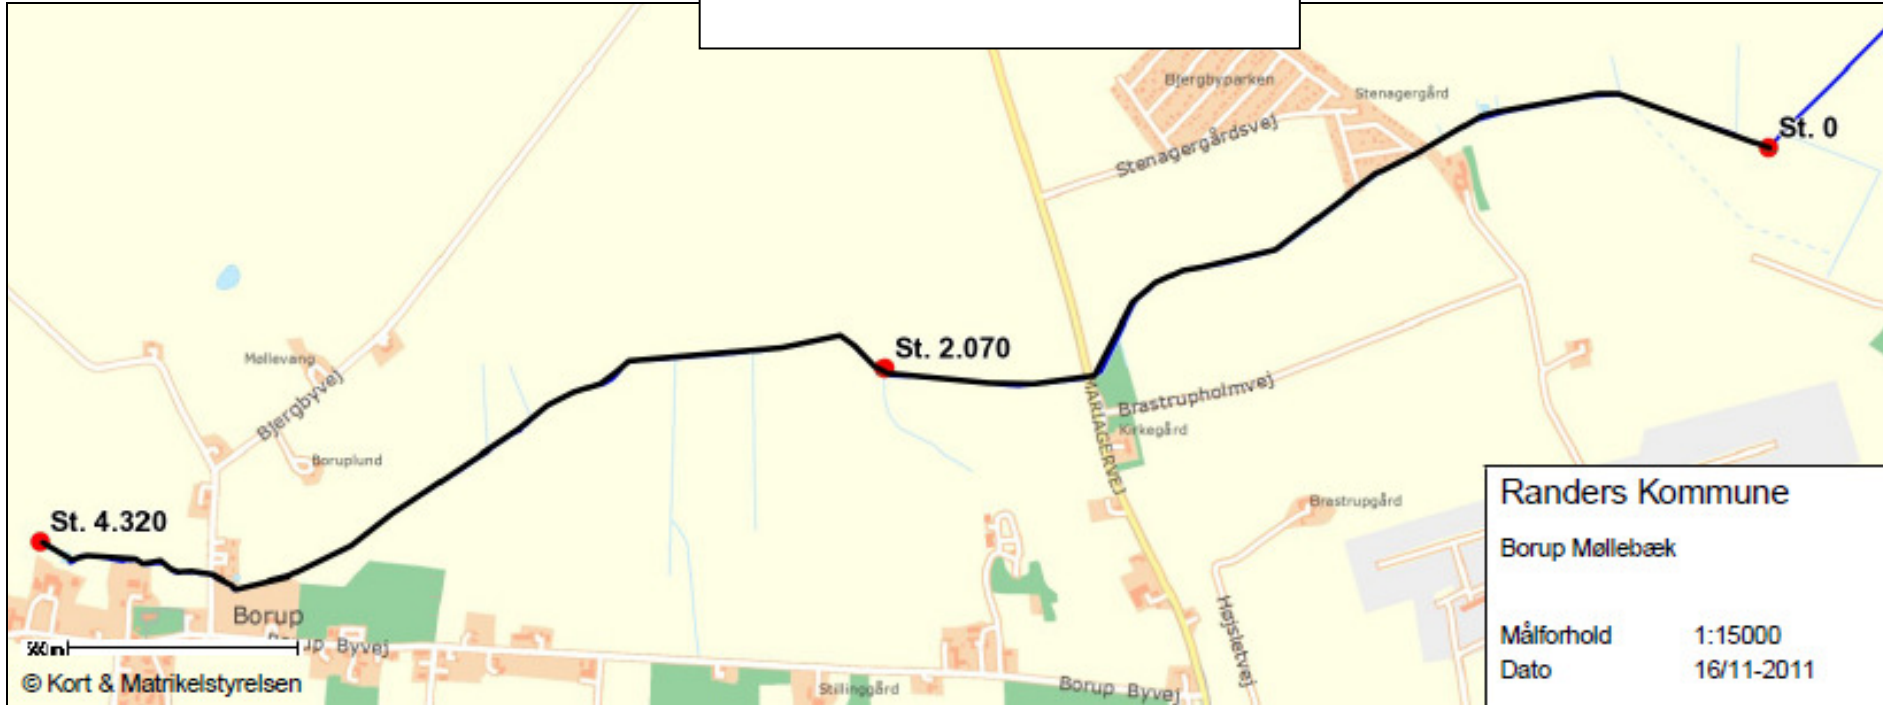 Bjergbyparken
Stenagergård
St. 0
Stenagergårdsvej
St. 2.070
Møllevang
Bjergbyvej
MARIAGERVEJ
Brastrupholmvej
Kirkegård
Boruplund
St. 4.320
Brastrupgård
Randers Kommune
Borup Møllebæk
Målforhold 1:15000
Dato 16/11-2011
Højsletvej
Borup
Byvej
© Kort & Matrikelstyrelsen
Stillinggård
Borup Byvej